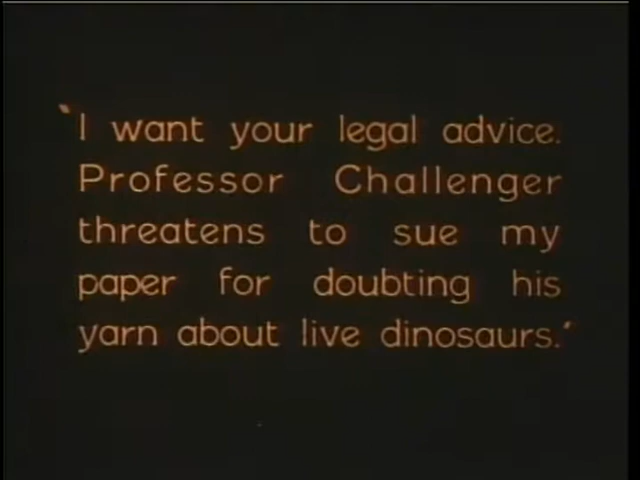 "I want your legal advice.
Professor Challenger
threatens to sue my
paper for doubting his
yarn about live dinosaurs."